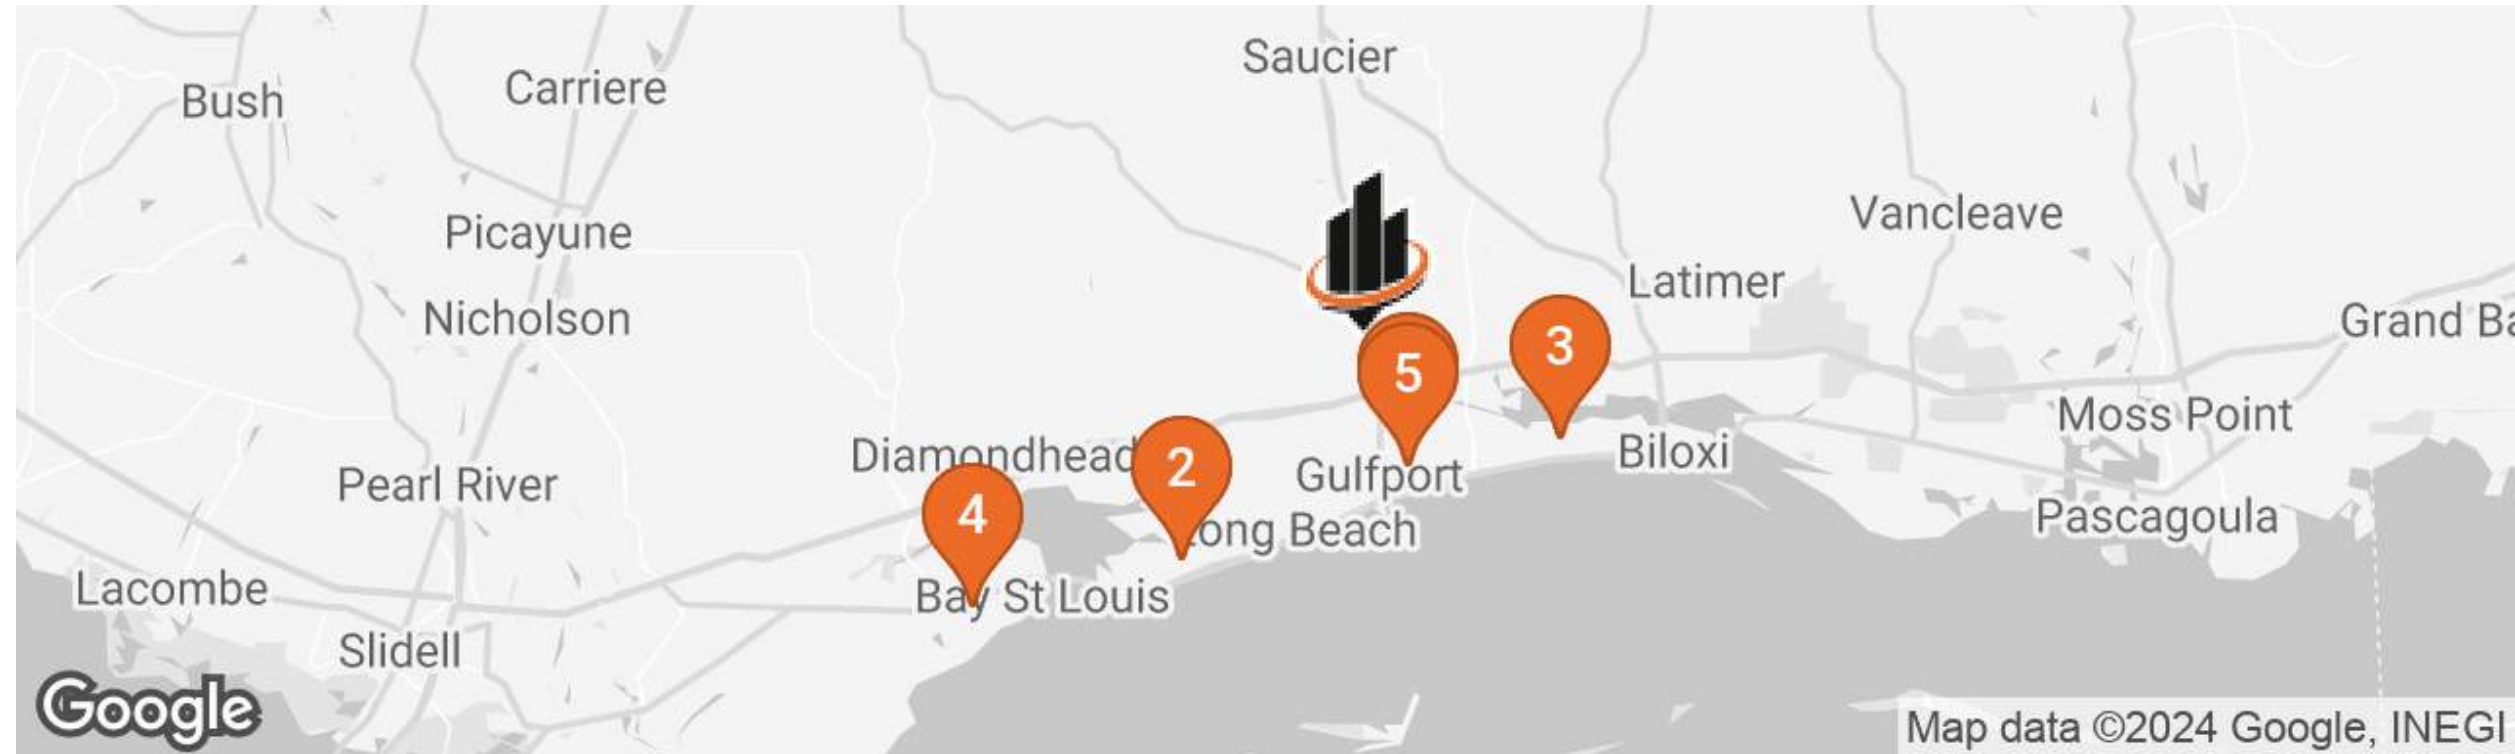 Saucier
Carriere
Bush
Vancleave
Picayune
Latimer
Nicholson
Grand Ba
3
5
Moss Point
Diamondhead
2
Biloxi
Gulfport
Pearl River
4
Pascagoula
ong Beach
Lacombe
Bay St Louis
Slidell
Google
Map data ©2024 Google, INEGI